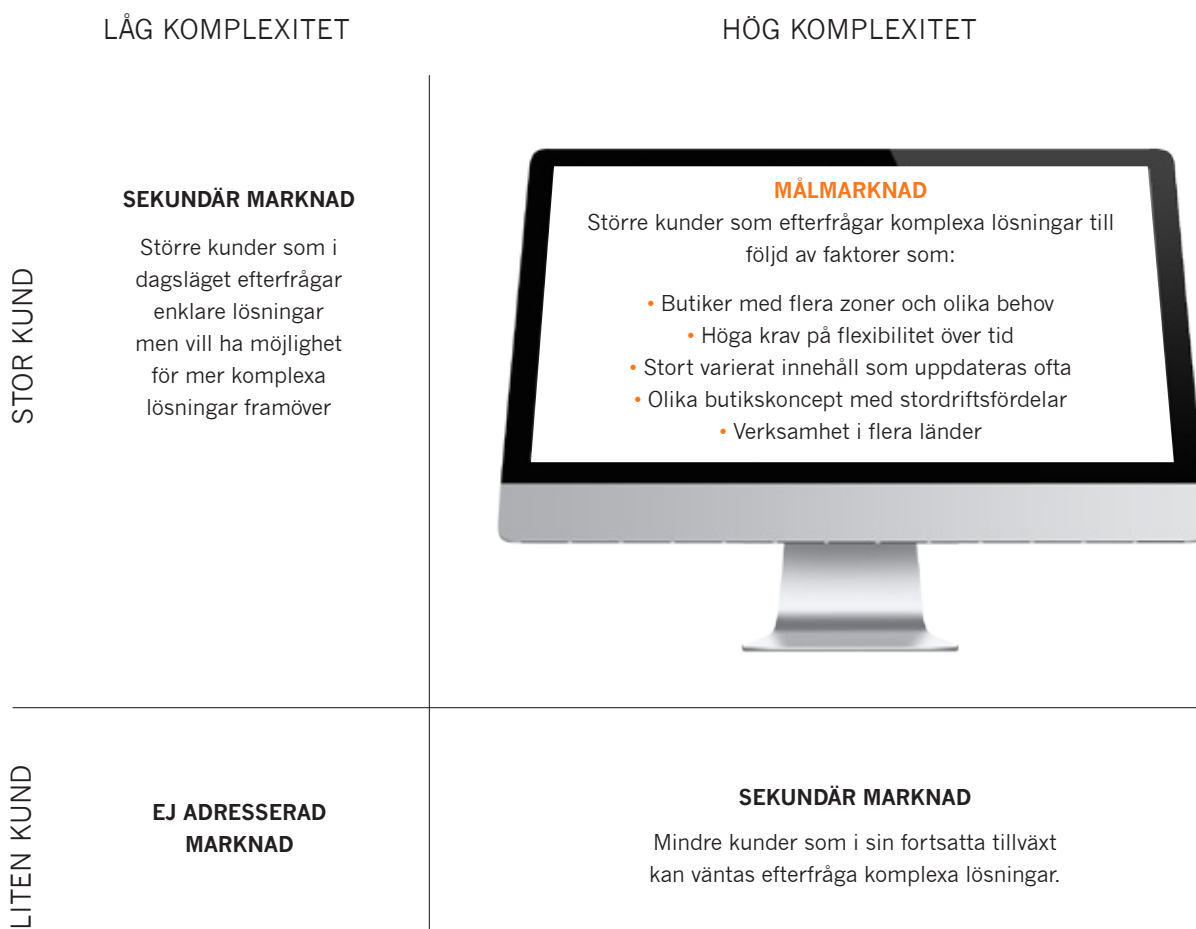 LÅG KOMPLEXITET
HÖG KOMPLEXITET
STOR KUND
SEKUNDÄR MARKNAD
Större kunder som i
dagsläget efterfrågar
enklare lösningar
men vill ha möjlighet
för mer komplexa
lösningar framöver
MÅLMARKNAD
Större kunder som efterfrågar komplexa lösningar till
följd av faktorer som:
• Butiker med flera zoner och olika behov
• Höga krav på flexibilitet över tid
• Stort varierat innehåll som uppdateras ofta
• Olika butikskoncept med stordriftsfördelar
• Verksamhet i flera länder
LITEN KUND
EJ ADRESSERAD
MARKNAD
SEKUNDÄR MARKNAD
Mindre kunder som i sin fortsatta tillväxt
kan väntas efterfråga komplexa lösningar.